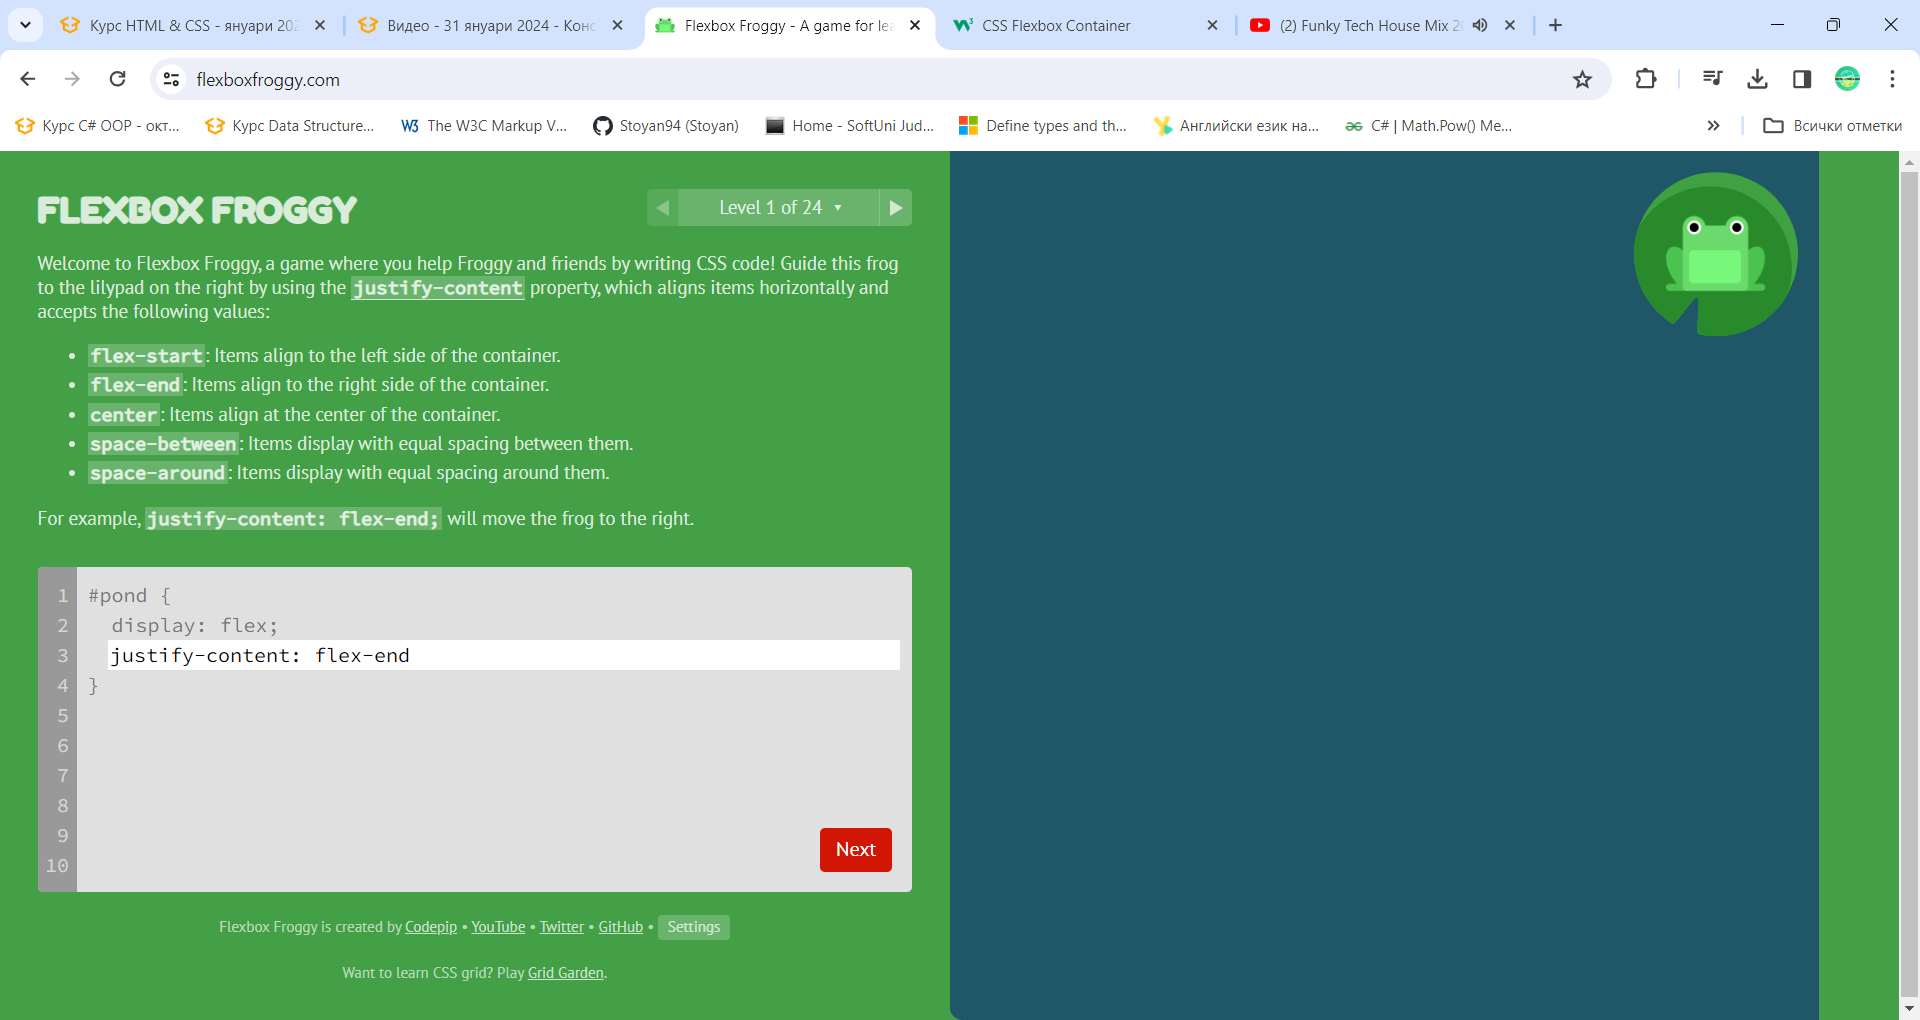 Курс HTML & CSS - януари 202
Видео - 31 януари 2024 - Конс
Flexbox Froggy - A game for lea
CSS Flexbox Container
(2) Funky Tech House Mix 20
flexboxfroggy.com
Курс C# OOP - окт...
Курс Data Structure...
W3 The W3C Markup V...
Stoyan94 (Stoyan)
Home - SoftUni Jud...
Define types and th...
Английски език на...
C# | Math.Pow() Me...
Всички отметки
FLEXBOX FROGGY
Level 1 of 24
Welcome to Flexbox Froggy, a game where you help Froggy and friends by writing CSS code! Guide this frog
to the lilypad on the right by using the justify-content property, which aligns items horizontally and
accepts the following values:
• flex-start: Items align to the left side of the container.
• flex-end: Items align to the right side of the container.
• center: Items align at the center of the container.
• space-between: Items display with equal spacing between them.
• space-around: Items display with equal spacing around them.
For example, justify-content: flex-end; will move the frog to the right.
1 #pond {
2 display: flex;
3 justify-content: flex-end
4 }
5
6
7
8
9
10
Next
Flexbox Froggy is created by Codepip • YouTube • Twitter • GitHub • Settings
Want to learn CSS grid? Play Grid Garden.